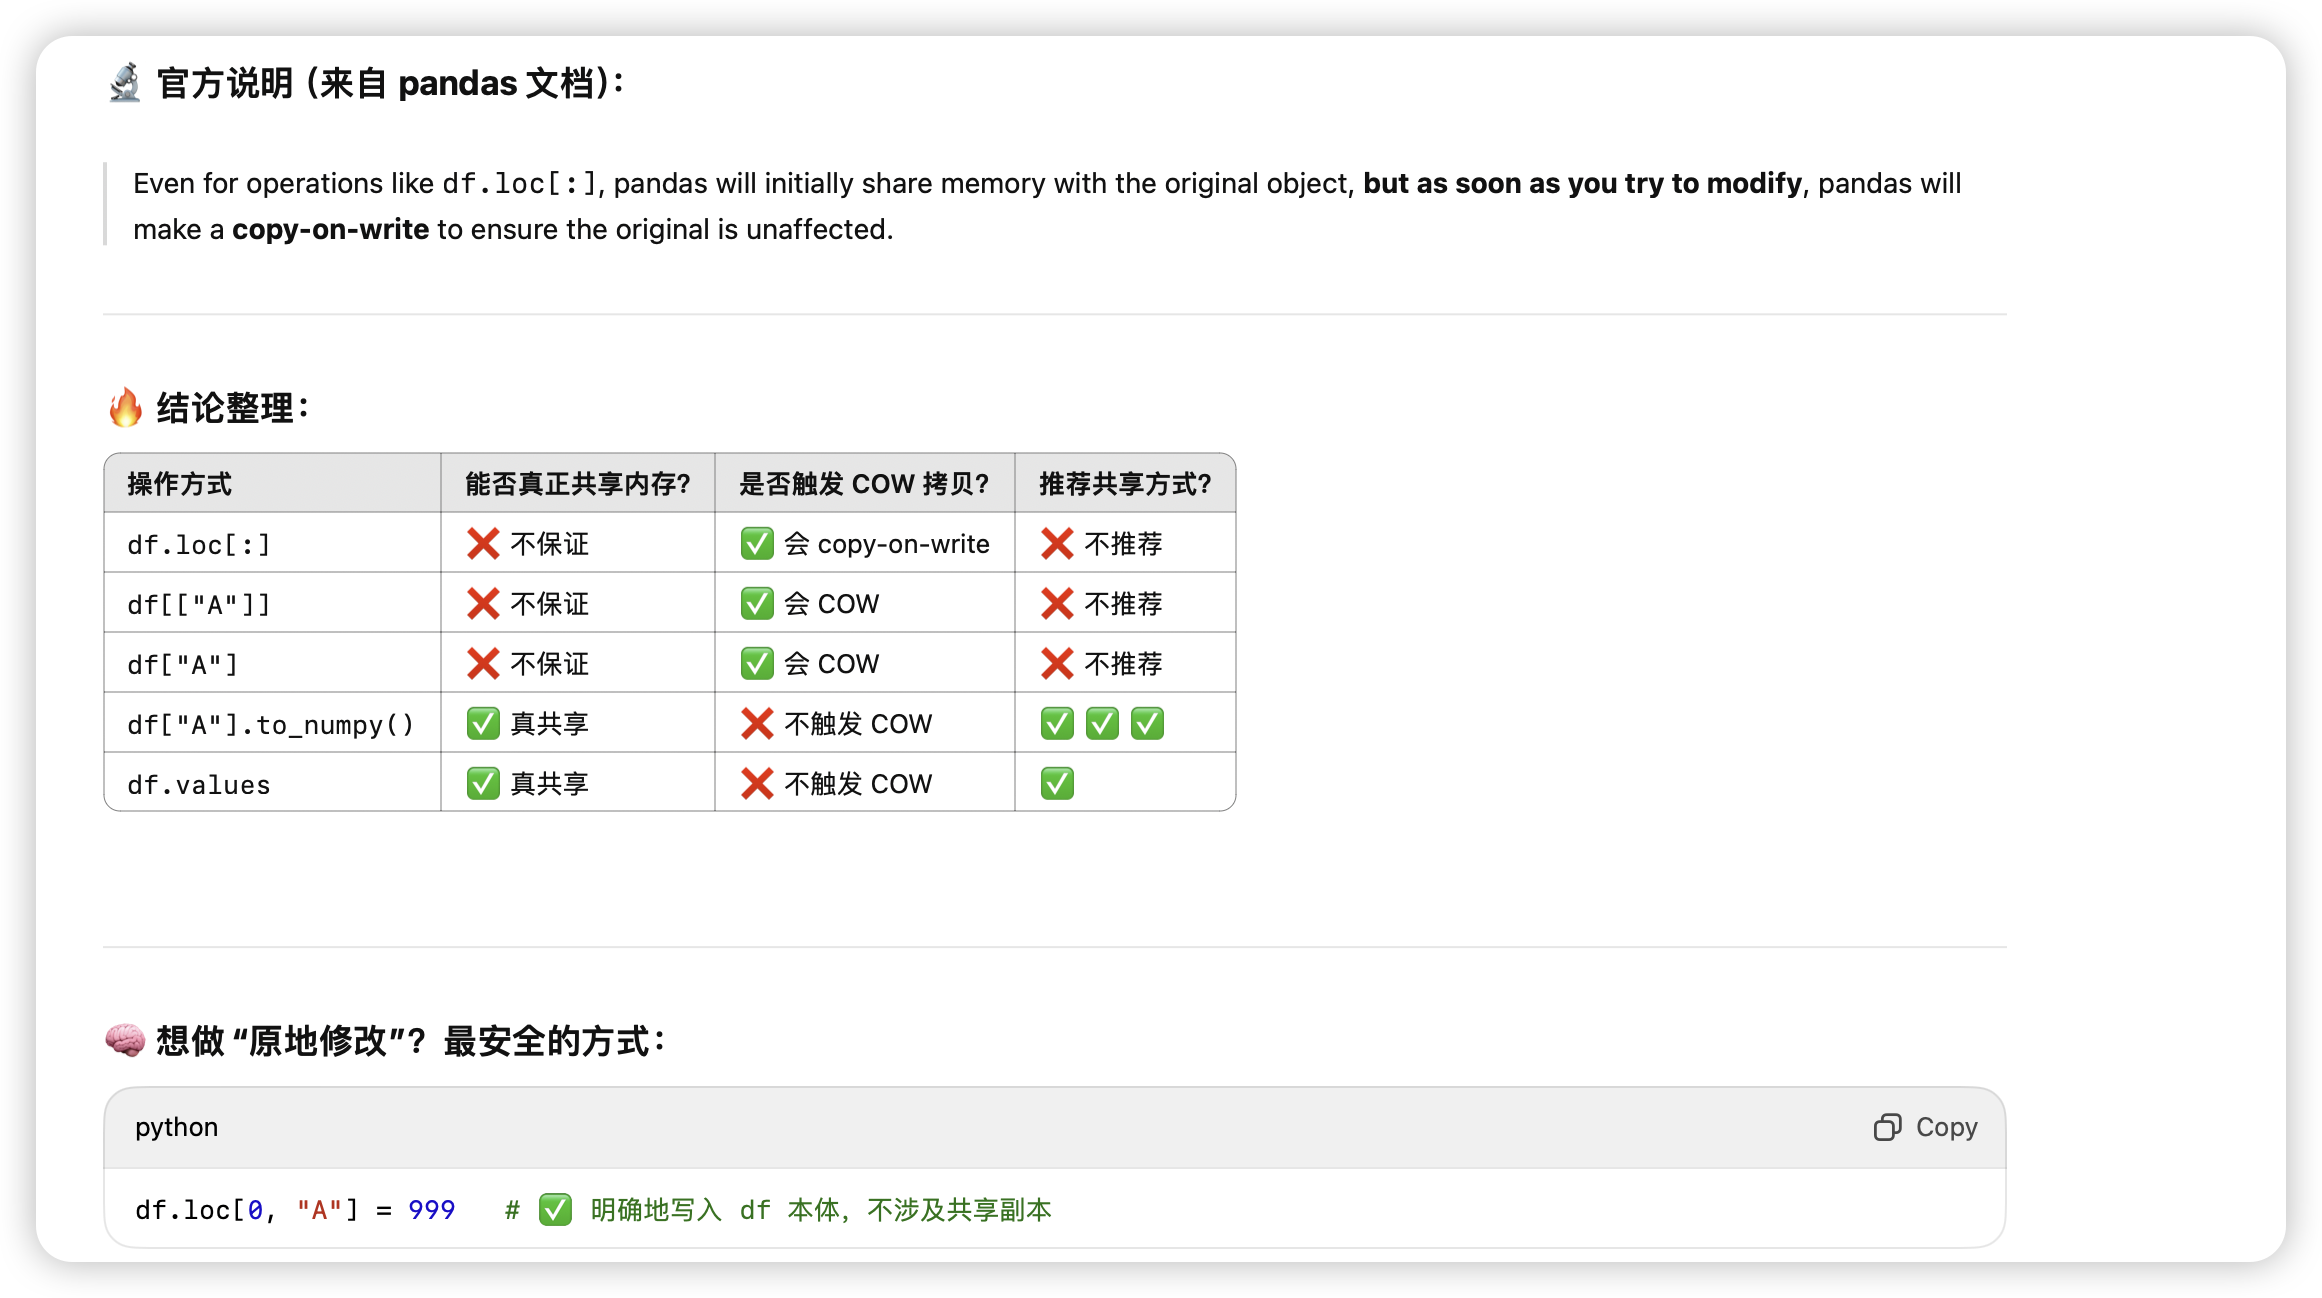 🔬 官方说明（来自 pandas 文档）：
Even for operations like df.loc[:], pandas will initially share memory with the original object, but as soon as you try to modify, pandas will
make a copy-on-write to ensure the original is unaffected.
🔥 结论整理：
操作方式 能否真正共享内存？ 是否触发 COW 拷贝？ 推荐共享方式？
df.loc[:] ❌ 不保证 ✅ 会 copy-on-write ❌ 不推荐
df[["A"]] ❌ 不保证 ✅ 会 COW ❌ 不推荐
df["A"] ❌ 不保证 ✅ 会 COW ❌ 不推荐
df["A"].to_numpy() ✅ 真共享 ❌ 不触发 COW ✅ ✅ ✅
df.values ✅ 真共享 ❌ 不触发 COW ✅
🧠 想做“原地修改”？最安全的方式：
python Copy
df.loc[0, "A"] = 999 # ✅ 明确地写入 df 本体，不涉及共享副本